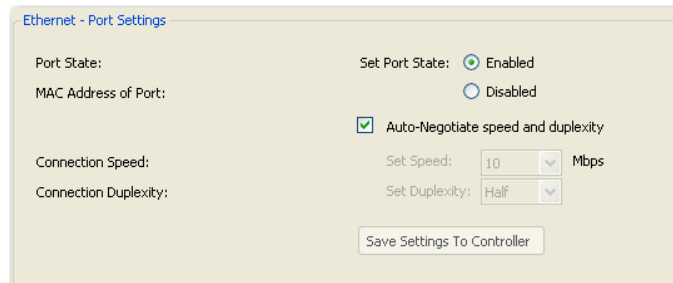 Ethernet - Port Settings
Port State: Set Port State: Enabled
MAC Address of Port: Disabled
Auto-Negotiate speed and duplexity
Connection Speed: Set Speed: 10 Mbps
Connection Duplexity: Set Duplexity: Half
Save Settings To Controller